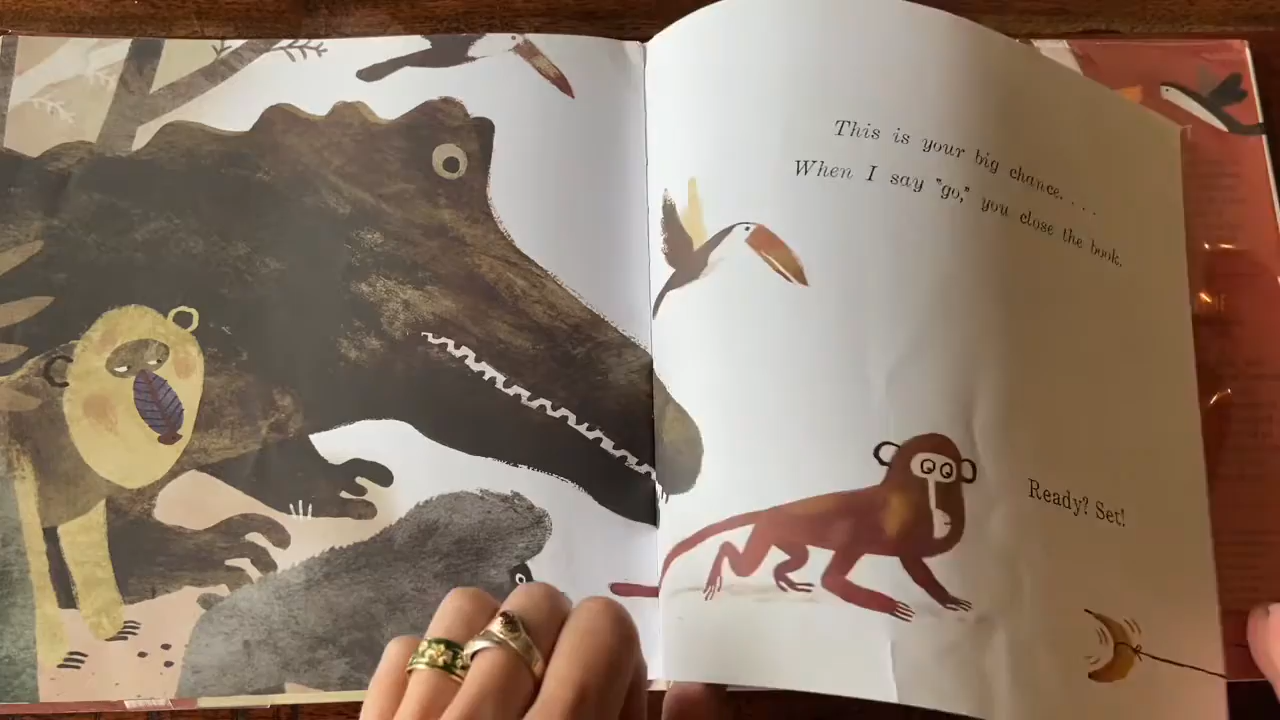 This is your big chance. . . .
When I say "go," you close the book.
Ready? Set!